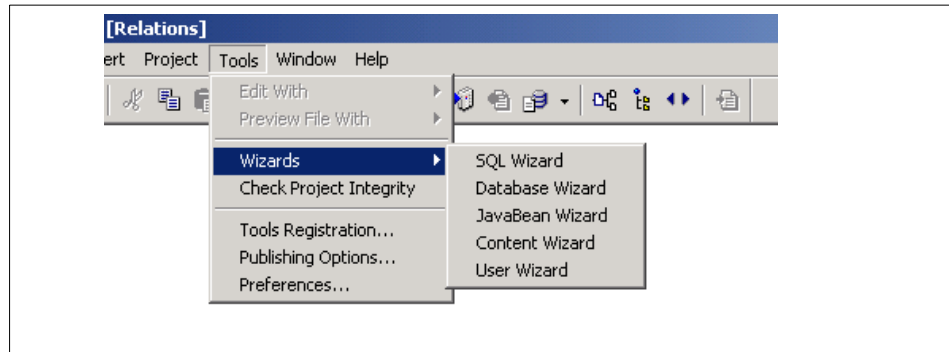 [Relations]
ert Project Tools Window Help
Edit With
Preview File With
Wizards
Check Project Integrity
Tools Registration...
Publishing Options...
Preferences...
SQL Wizard
Database Wizard
JavaBean Wizard
Content Wizard
User Wizard